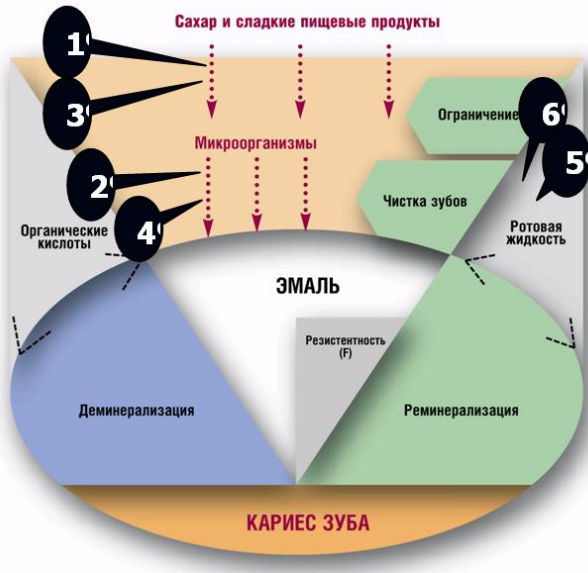 Сахар и сладкие пищевые продукты
1
3
Ограничение
6
Микроорганизмы
5
2
Чистка зубов
4
Органические
кислоты
Ротовая
жидкость
ЭМАЛЬ
Резистентность
(F)
Деминерализация
Реминерализация
КАРИЕС ЗУБА